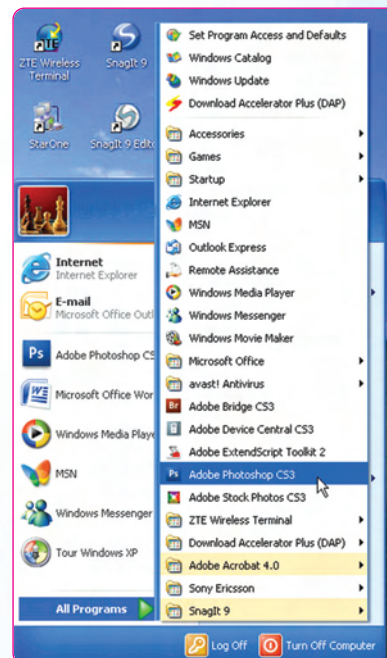 ZTE Wireless
Terminal
SnagIt 9
StarOne
SnagIt 9 Edito
Internet
Internet Explorer
E-mail
Microsoft Office Outl
Adobe Photoshop CS
Microsoft Office Wor
Windows Media Playe
MSN
Windows Messenger
Tour Windows XP
All Programs
Set Program Access and Defaults
Windows Catalog
Windows Update
Download Accelerator Plus (DAP)
Accessories
Games
Startup
Internet Explorer
MSN
Outlook Express
Remote Assistance
Windows Media Player
Windows Messenger
Windows Movie Maker
Microsoft Office
avast! Antivirus
Adobe Bridge CS3
Adobe Device Central CS3
Adobe ExtendScript Toolkit 2
Adobe Photoshop CS3
Adobe Stock Photos CS3
ZTE Wireless Terminal
Download Accelerator Plus (DAP)
Adobe Acrobat 4.0
Sony Ericsson
SnagIt 9
Log Off
Turn Off Computer